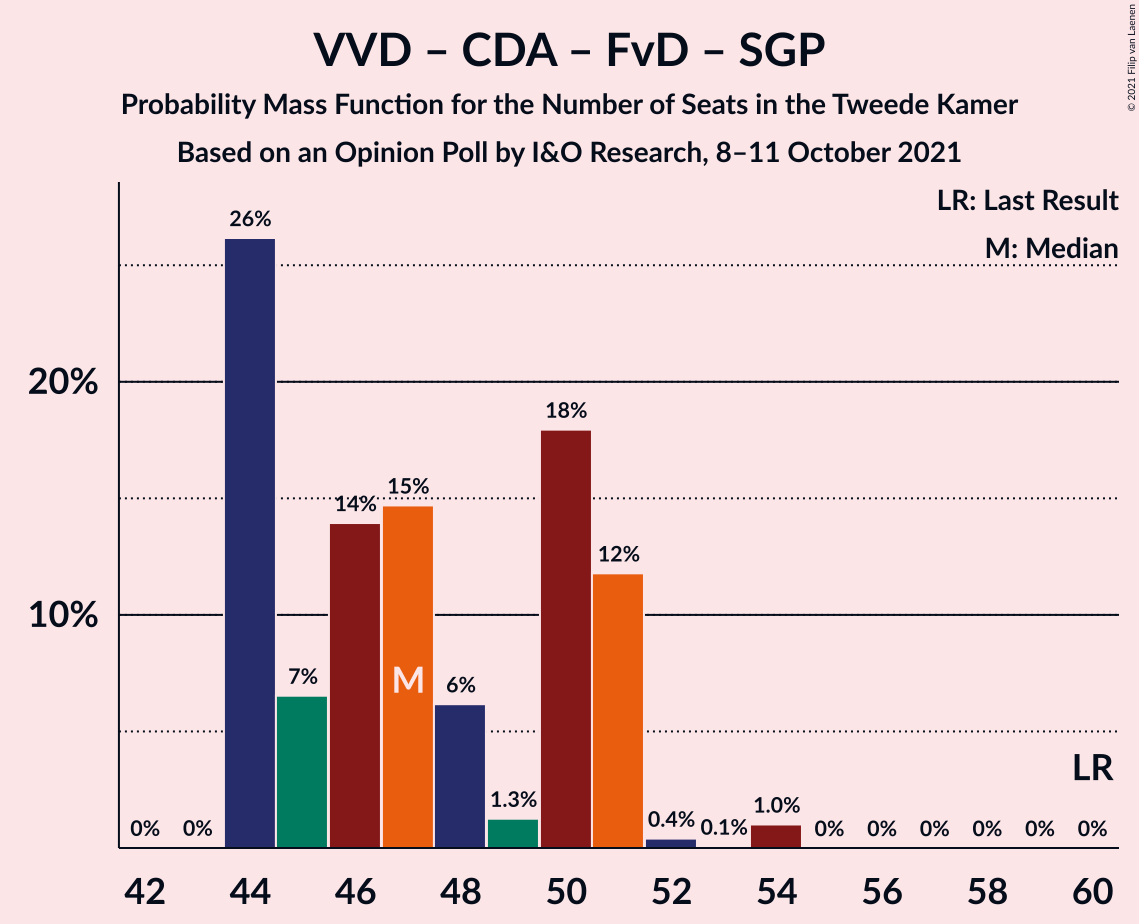 VVD – CDA – FvD – SGP
Probability Mass Function for the Number of Seats in the Tweede Kamer
Based on an Opinion Poll by I&O Research, 8–11 October 2021
© 2021 Filip van Laenen
LR: Last Result
M: Median
20%
10%
0%
0%
26%
7%
14%
15%
6%
1.3%
18%
12%
0.4%
0.1%
1.0%
0%
0%
0%
0%
0%
0%
M
LR
42 44 46 48 50 52 54 56 58 60